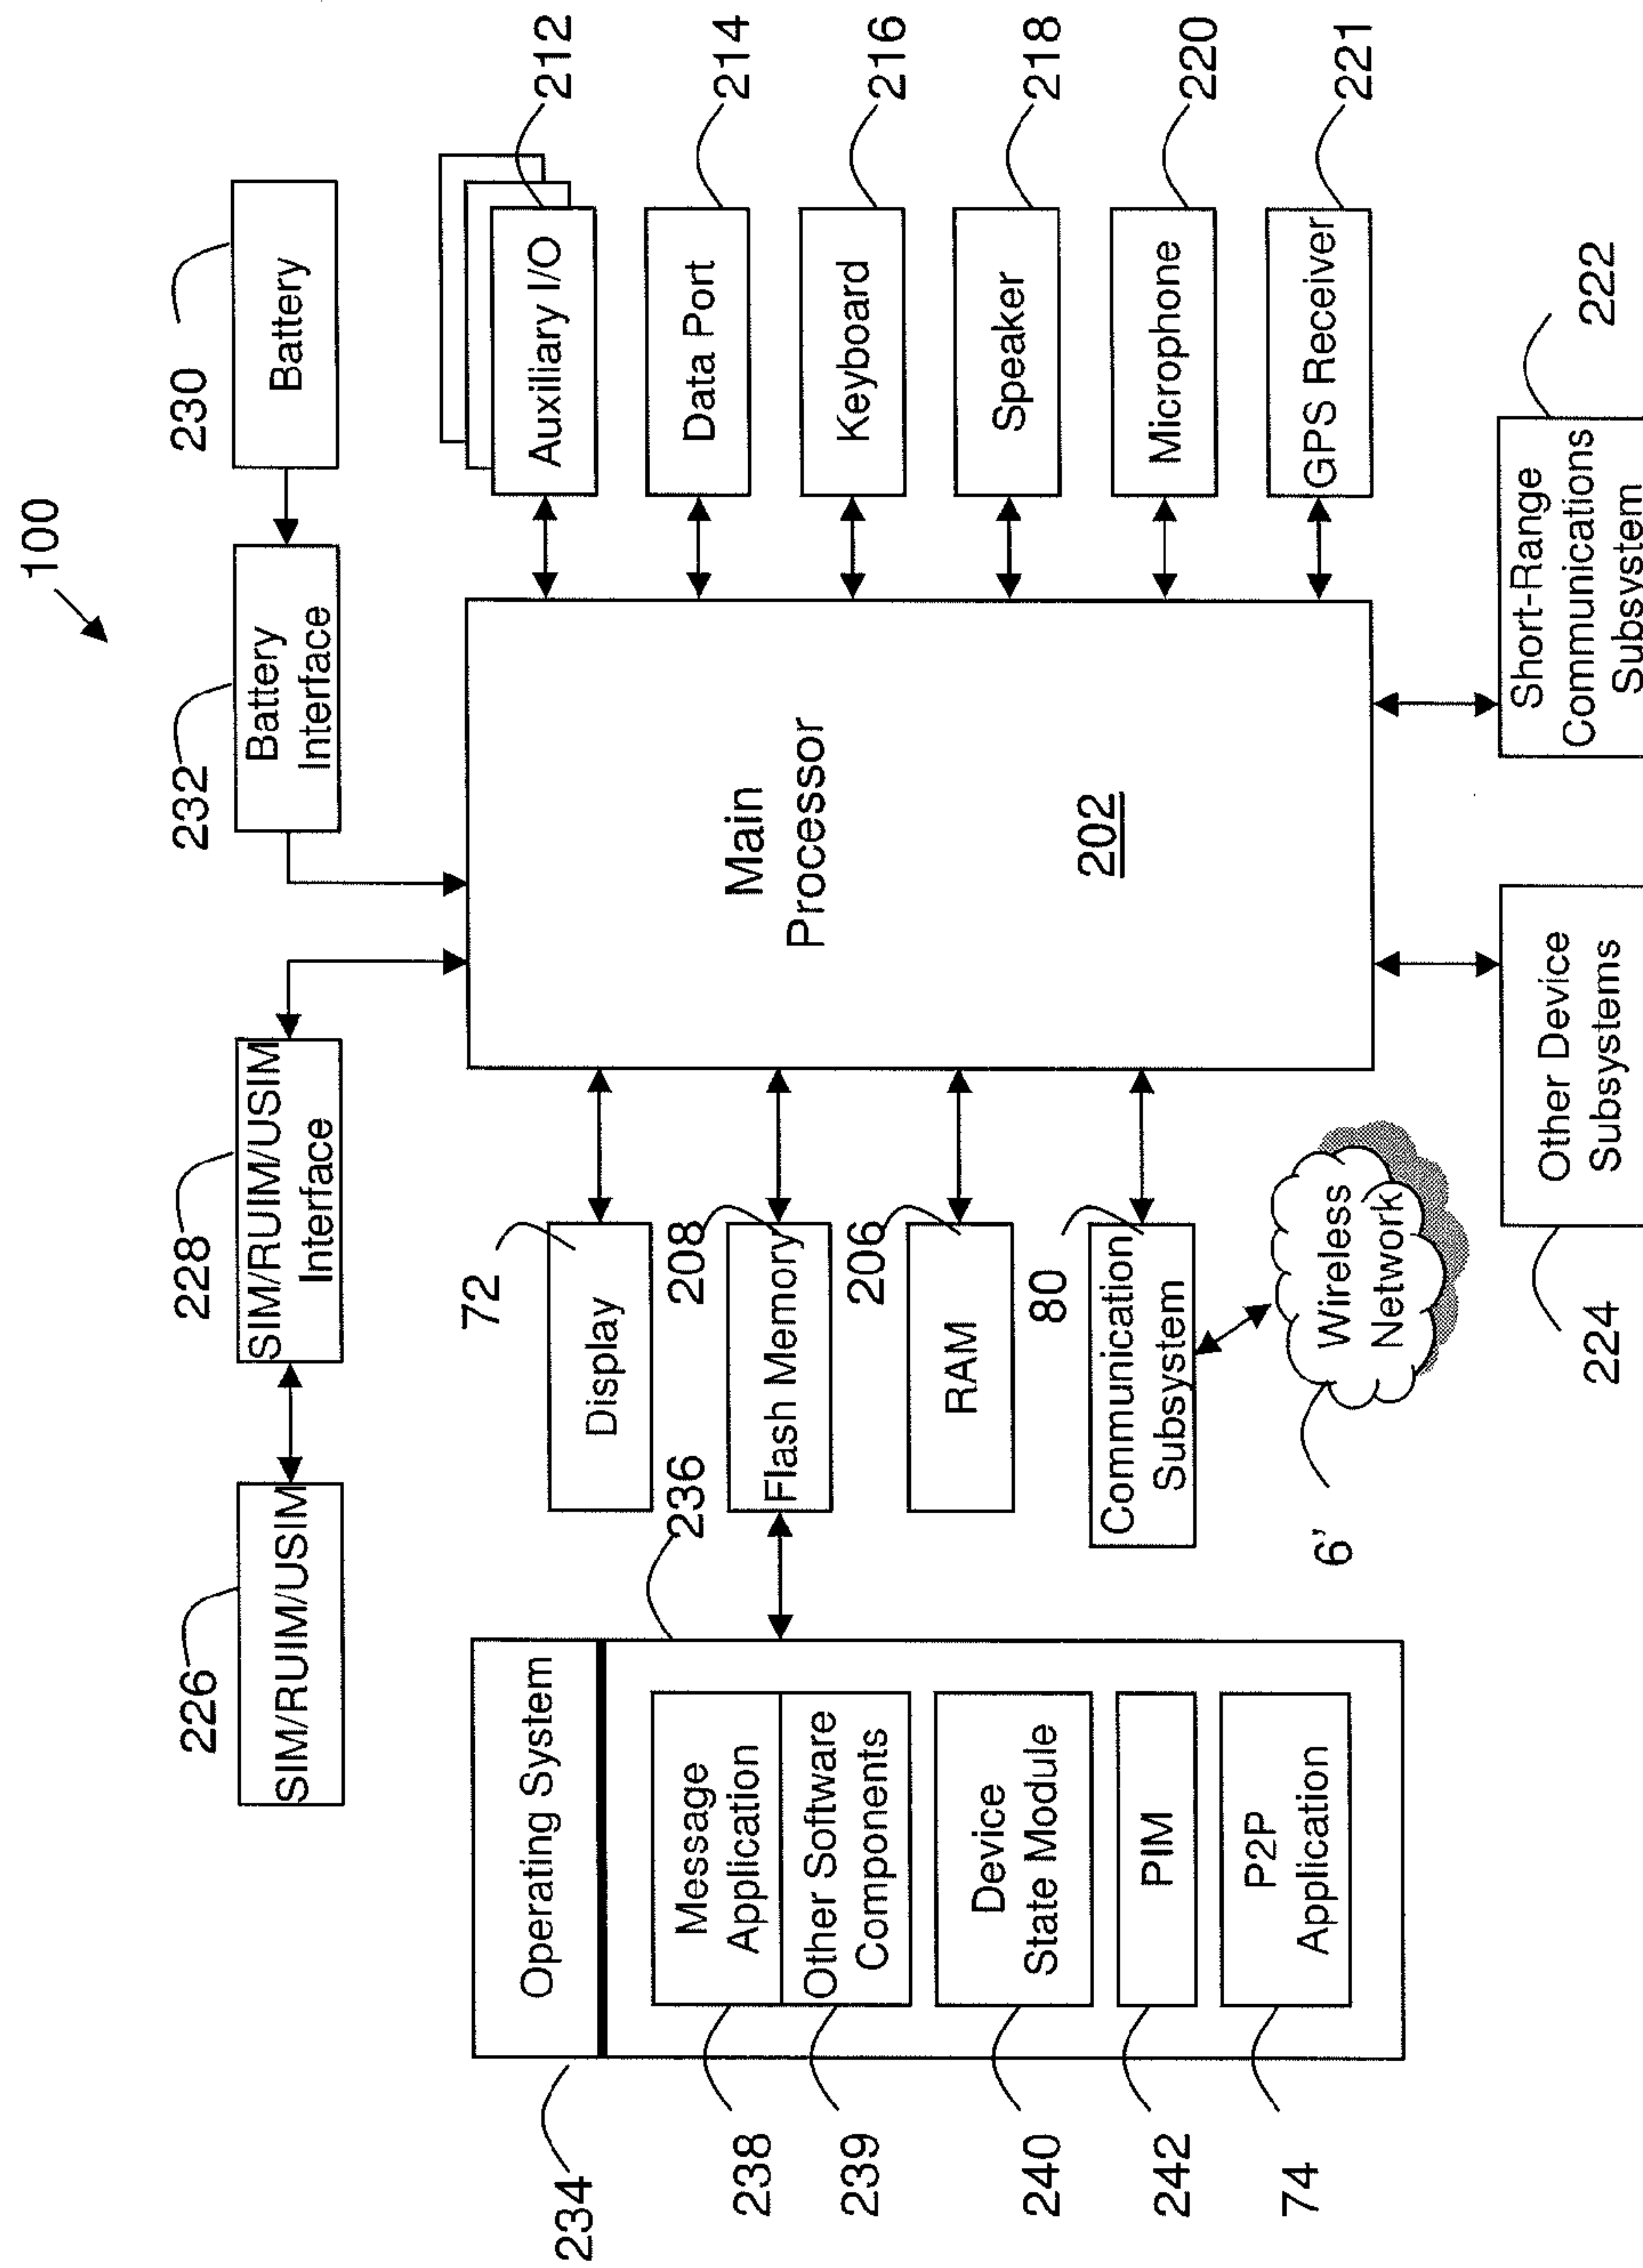 100
226
SIM/RUIM/USIM
228
SIM/RUIM/USIM
Interface
232
Battery
Interface
230
Battery
234
Operating System
236
238
Message
Application
239
Other Software
Components
240
Device
State Module
242
PIM
74
P2P
Application
72
Display
208
Flash Memory
206
RAM
80
Communication
Subsystem
6'
Wireless
Network
Main
Processor
202
Auxiliary I/O
212
Data Port
214
Keyboard
216
Speaker
218
Microphone
220
GPS Receiver
221
224
Other Device
Subsystems
Short-Range
Communications
Subsystem
222